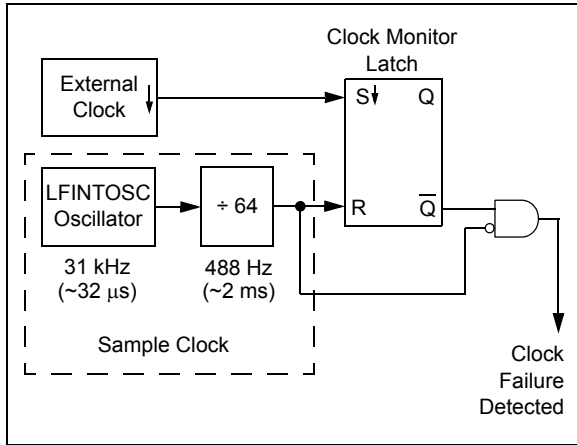 Clock Monitor
Latch
External
Clock
S
Q
LFINTOSC
Oscillator
÷ 64
R
Q̅
31 kHz
(~32 μs)
488 Hz
(~2 ms)
Sample Clock
Clock
Failure
Detected